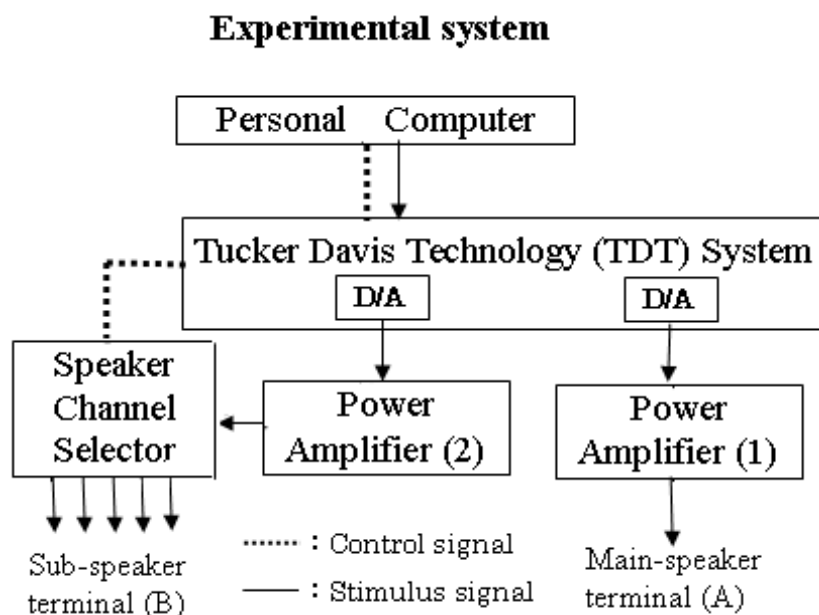 Experimental system
Personal Computer
Tucker Davis Technology (TDT) System
D/A
D/A
Speaker
Channel
Selector
Power
Amplifier (2)
Power
Amplifier (1)
Sub-speaker
terminal (B)
: Control signal
: Stimulus signal
Main-speaker
terminal (A)